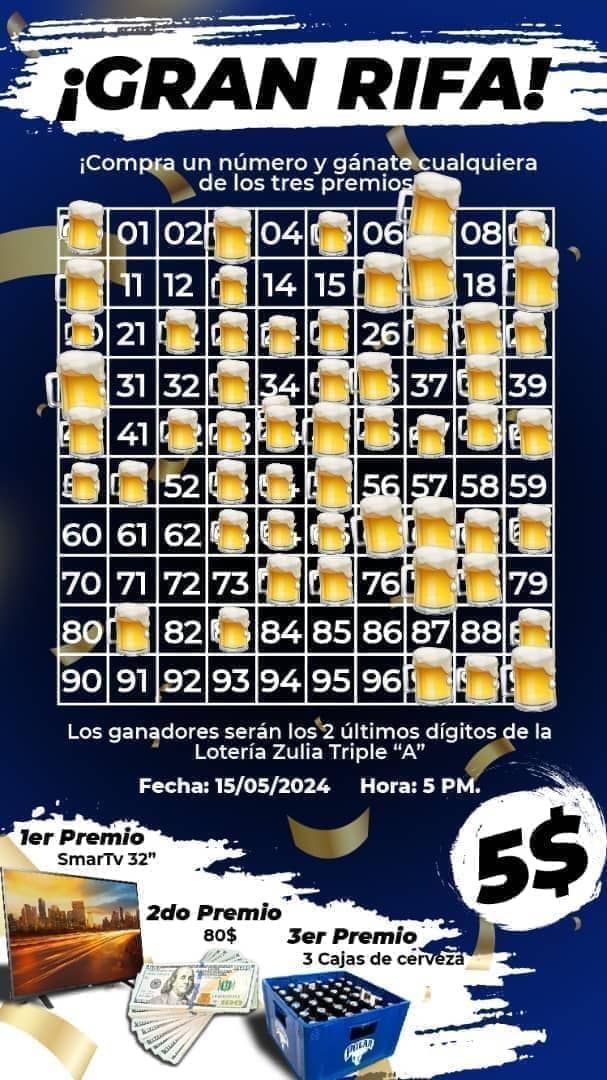 ¡GRAN RIFA!
¡Compra un número y gánate cualquiera
de los tres premios
01 02 04 06 08
11 12 14 15 18
21 26
31 32 34 37 39
41
52 56 57 58 59
60 61 62
70 71 72 73 76 79
80 82 84 85 86 87 88
90 91 92 93 94 95 96
Los ganadores serán los 2 últimos dígitos de la
Lotería Zulia Triple “A”
Fecha: 15/05/2024 Hora: 5 PM.
5$
1er Premio
SmarTv 32”
2do Premio
80$
3er Premio
3 Cajas de cerveza
POLAR